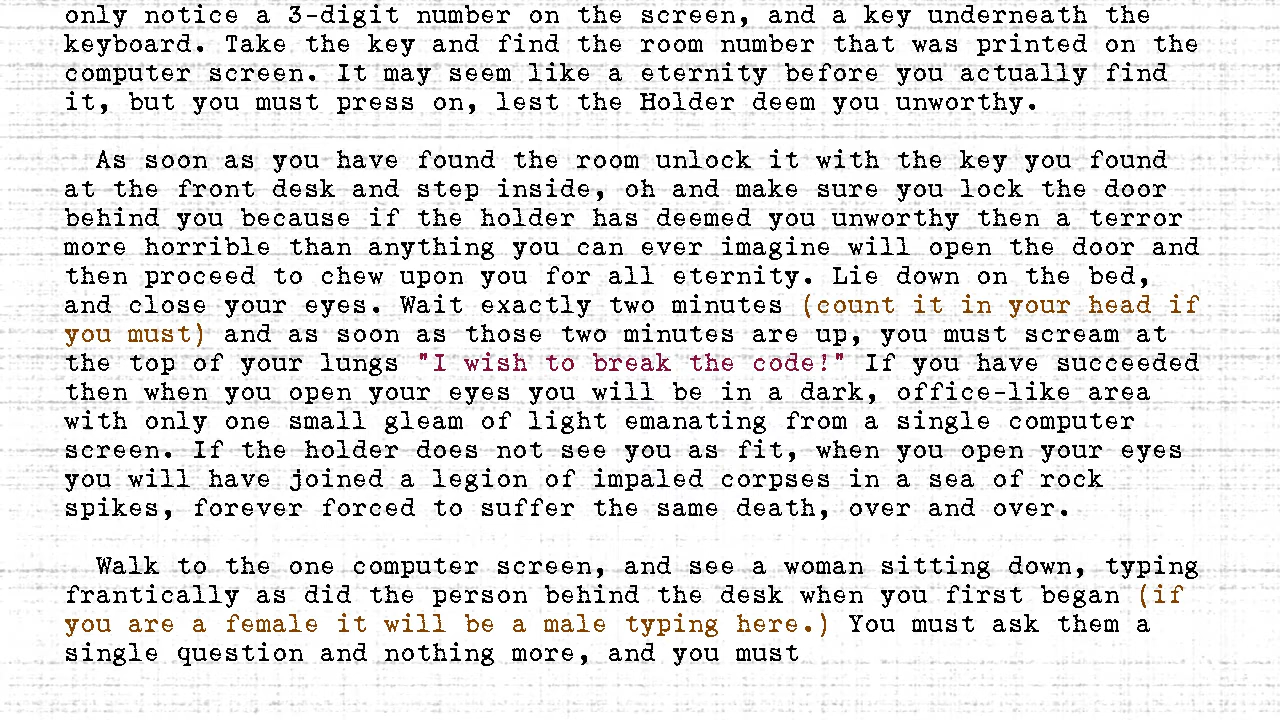 only notice a 3-digit number on the screen, and a key underneath the
keyboard. Take the key and find the room number that was printed on the
computer screen. It may seem like a eternity before you actually find
it, but you must press on, lest the Holder deem you unworthy.
As soon as you have found the room unlock it with the key you found
at the front desk and step inside, oh and make sure you lock the door
behind you because if the holder has deemed you unworthy then a terror
more horrible than anything you can ever imagine will open the door and
then proceed to chew upon you for all eternity. Lie down on the bed,
and close your eyes. Wait exactly two minutes (count it in your head if
you must) and as soon as those two minutes are up, you must scream at
the top of your lungs "I wish to break the code!" If you have succeeded
then when you open your eyes you will be in a dark, office-like area
with only one small gleam of light emanating from a single computer
screen. If the holder does not see you as fit, when you open your eyes
you will have joined a legion of impaled corpses in a sea of rock
spikes, forever forced to suffer the same death, over and over.
Walk to the one computer screen, and see a woman sitting down, typing
frantically as did the person behind the desk when you first began (if
you are a female it will be a male typing here.) You must ask them a
single question and nothing more, and you must